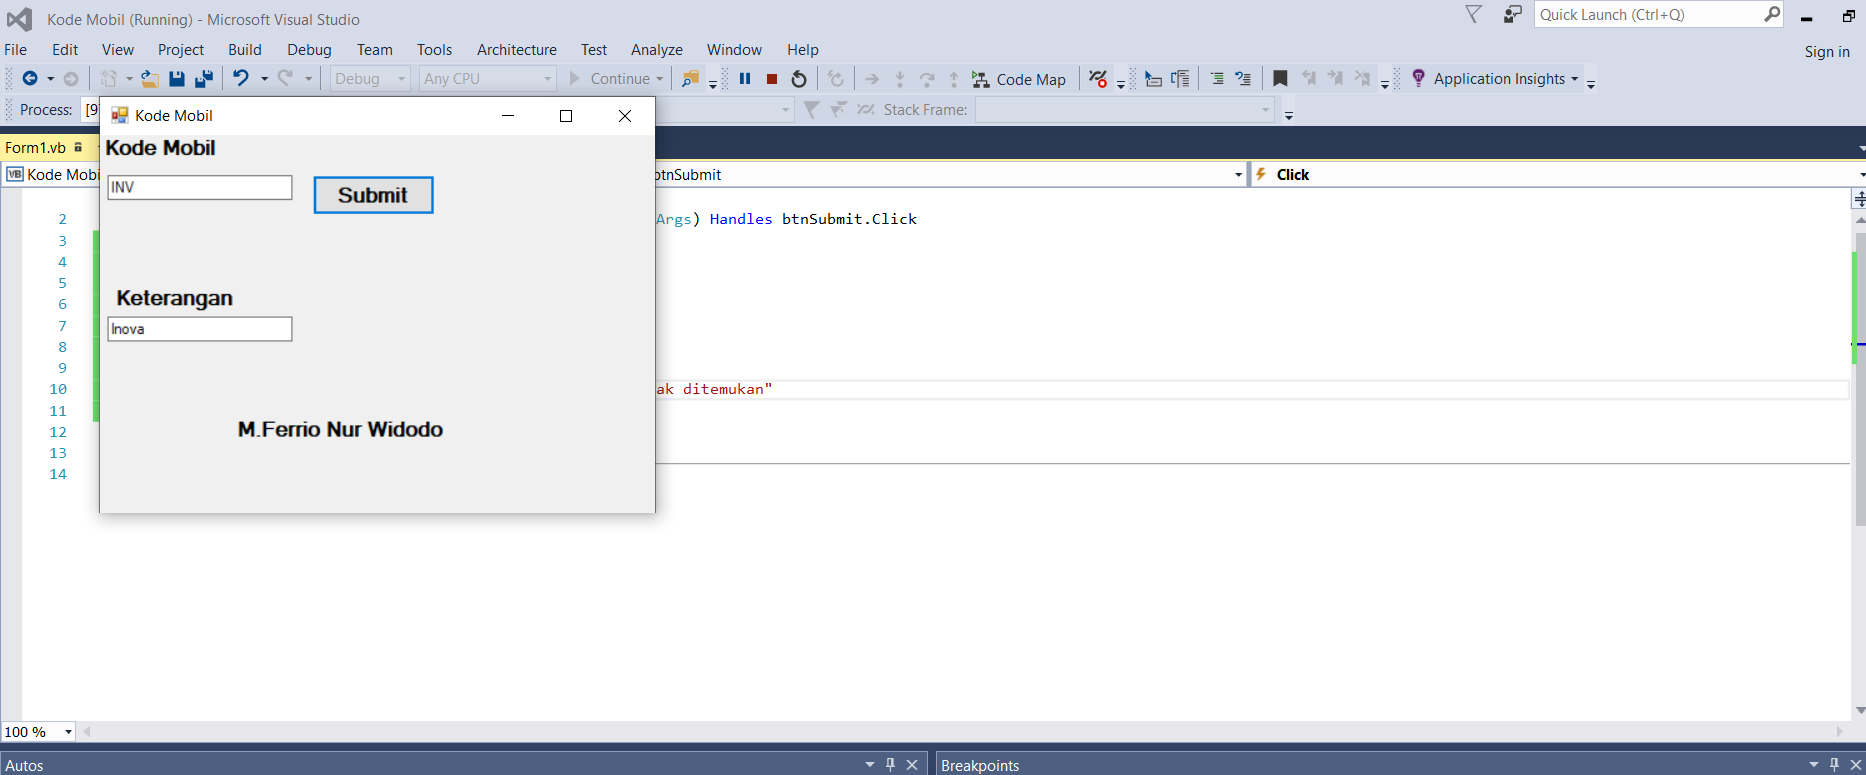 Kode Mobil (Running) - Microsoft Visual Studio
Quick Launch (Ctrl+Q)
File Edit View Project Build Debug Team Tools Architecture Test Analyze Window Help
Sign in
Debug Any CPU Continue Code Map Application Insights
Process: [9 Stack Frame:
Kode Mobil
Form1.vb
VB Kode Mobi btnSubmit Click
Kode Mobil
INV
Submit
Keterangan
Inova
M.Ferrio Nur Widodo
2 Args) Handles btnSubmit.Click
3
4
5
6
7
8
9
10 ak ditemukan"
11
12
13
14
100 %
Autos Breakpoints